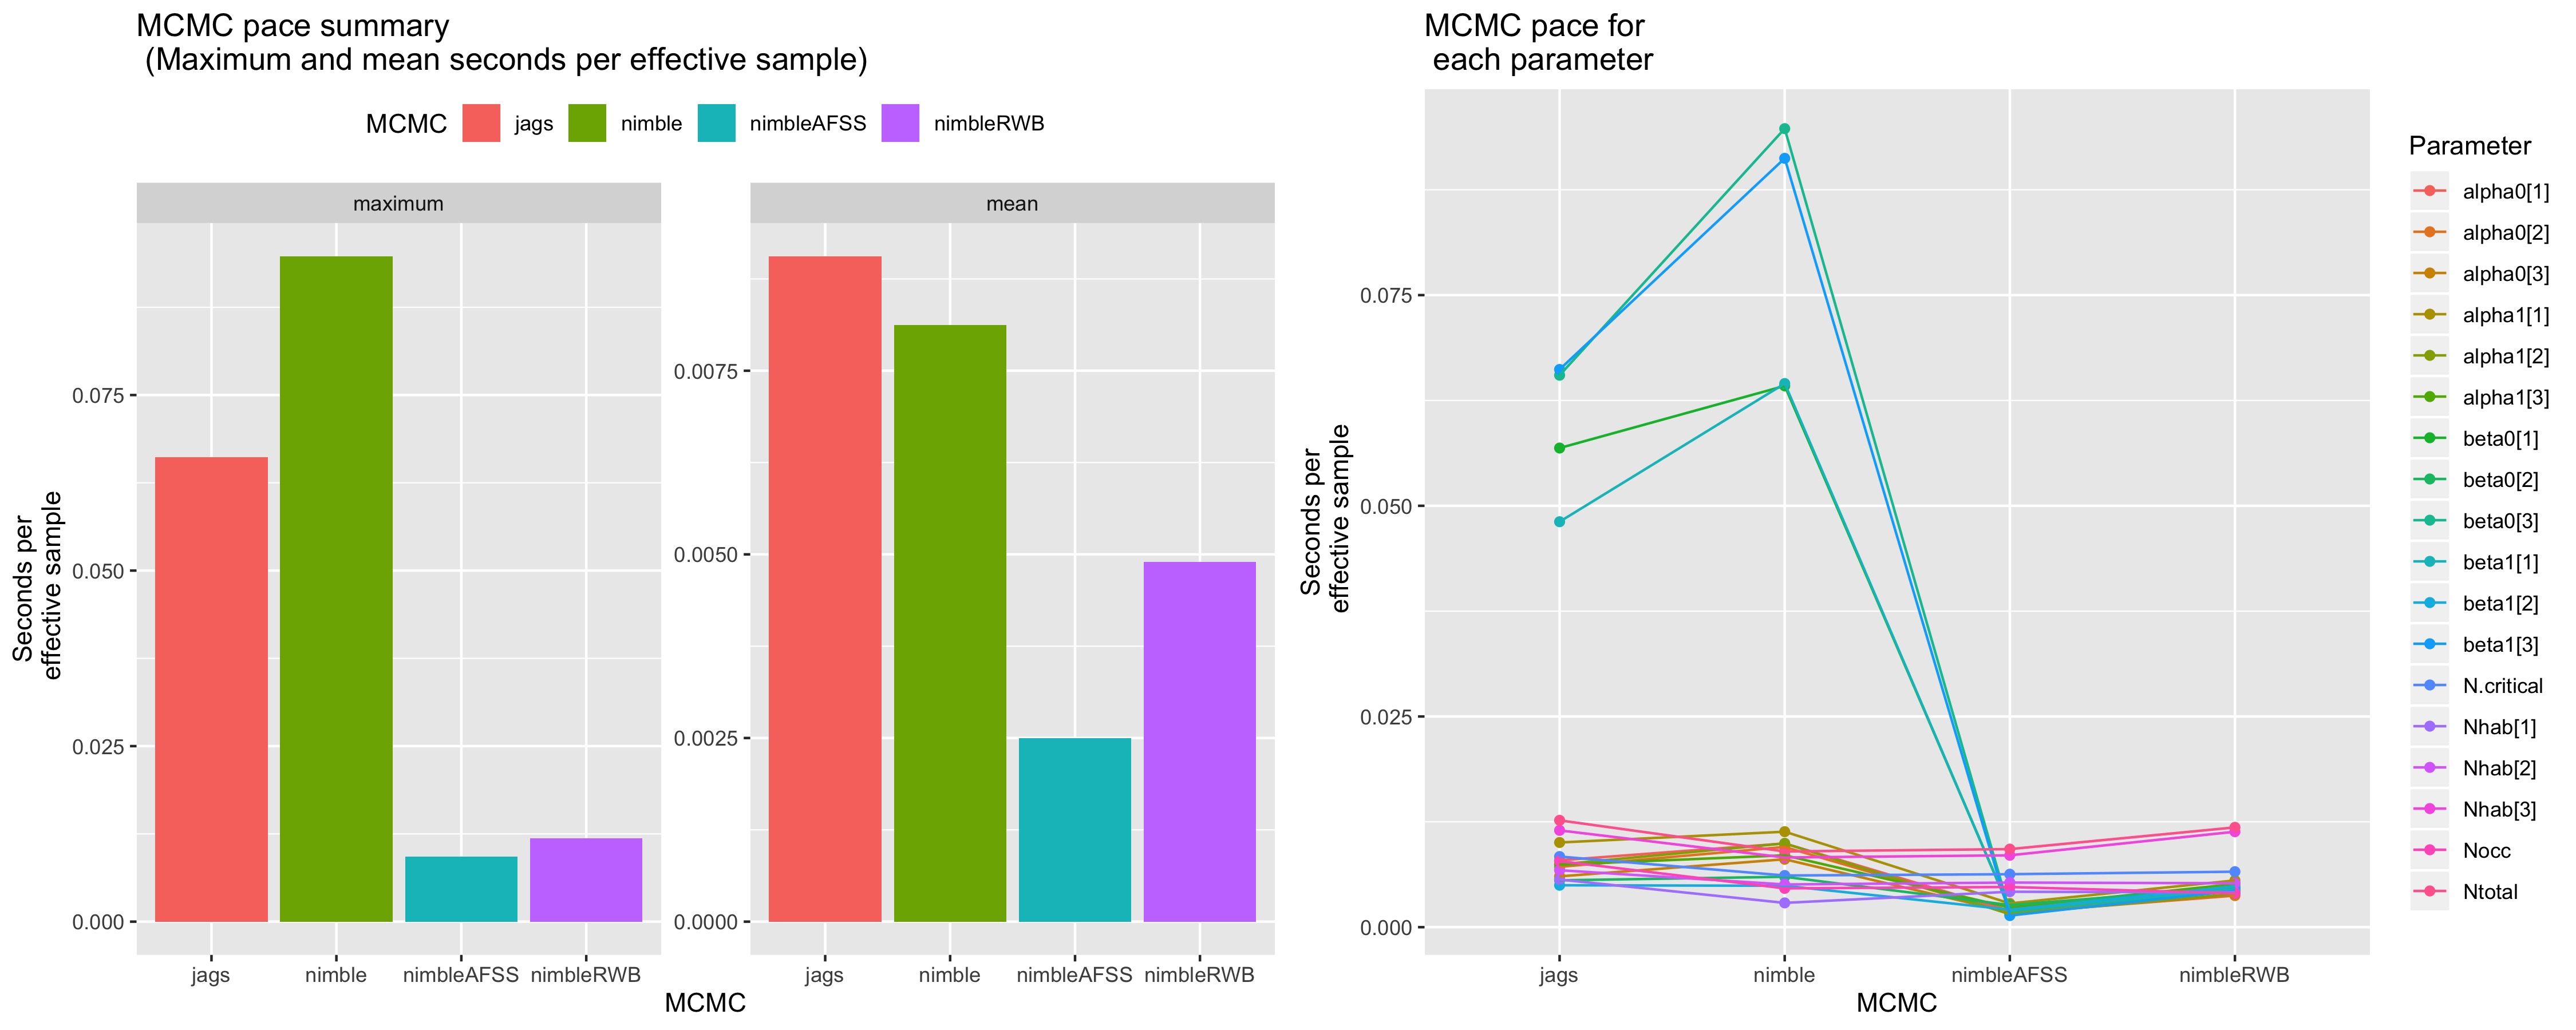 MCMC pace summary
(Maximum and mean seconds per effective sample)
MCMC jags nimble nimbleAFSS nimbleRWB
maximum
mean
Seconds per
effective sample
0.075
0.050
0.025
0.000
0.0075
0.0050
0.0025
0.0000
jags nimble nimbleAFSS nimbleRWB
jags nimble nimbleAFSS nimbleRWB
MCMC
MCMC pace for
each parameter
Seconds per
effective sample
0.075
0.050
0.025
0.000
jags nimble nimbleAFSS nimbleRWB
MCMC
Parameter
alpha0[1]
alpha0[2]
alpha0[3]
alpha1[1]
alpha1[2]
alpha1[3]
beta0[1]
beta0[2]
beta0[3]
beta1[1]
beta1[2]
beta1[3]
N.critical
Nhab[1]
Nhab[2]
Nhab[3]
Nocc
Ntotal